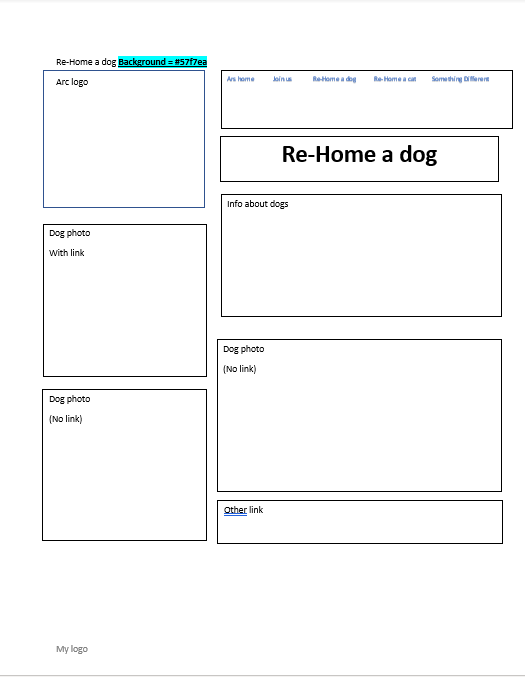 Re-Home a dog Background = #57f7ea
Arc logo
Ars home Join us Re-Home a dog Re-Home a cat Something Different
Re-Home a dog
Info about dogs
Dog photo
With link
Dog photo
(No link)
Dog photo
(No link)
Other link
My logo